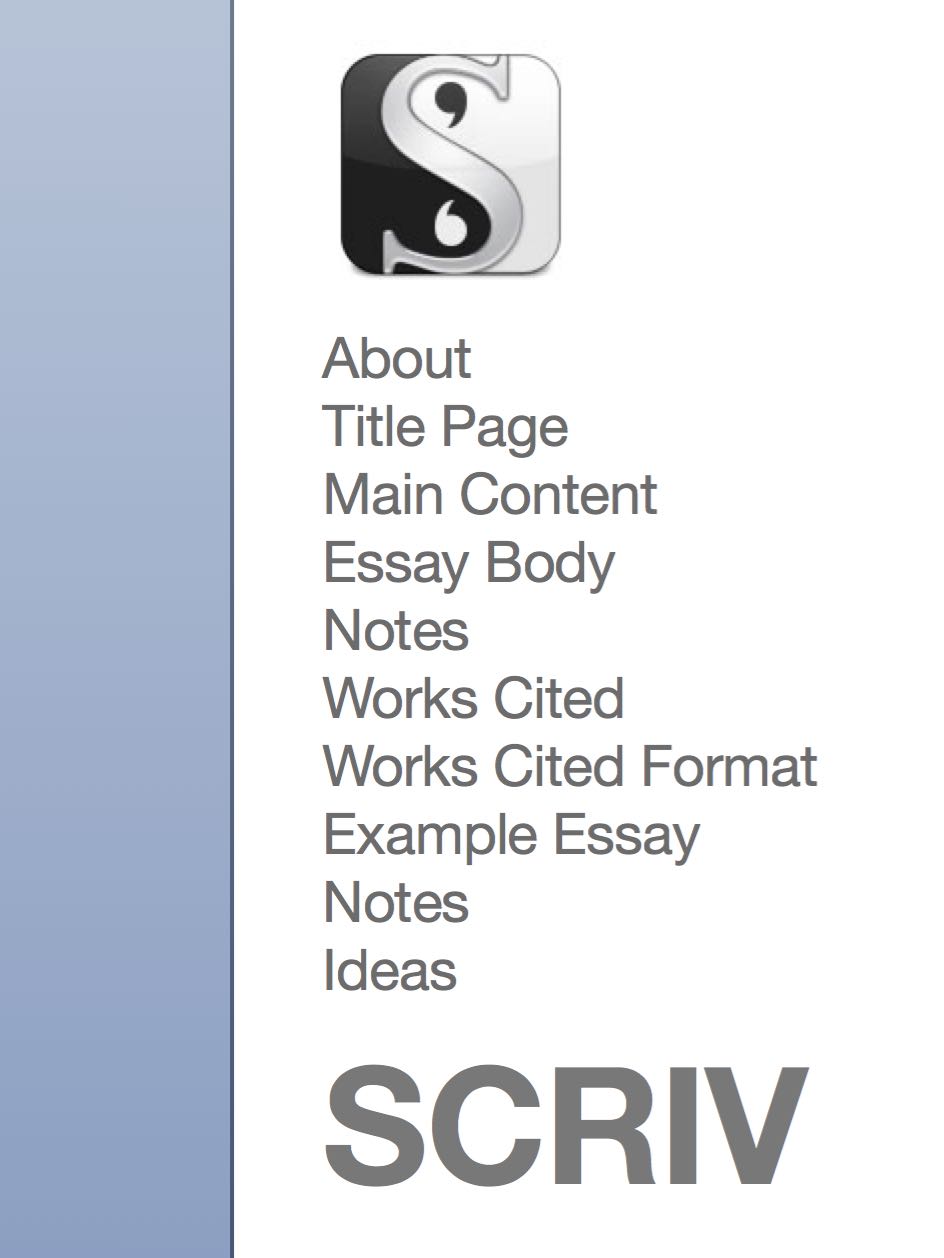 About
Title Page
Main Content
Essay Body
Notes
Works Cited
Works Cited Format
Example Essay
Notes
Ideas
SCRIV